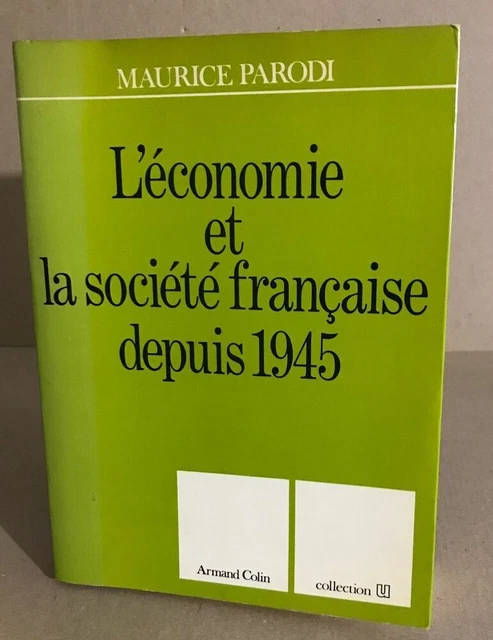 MAURICE PARODI
L'économie
et
la société française
depuis 1945
Armand Colin
collection U